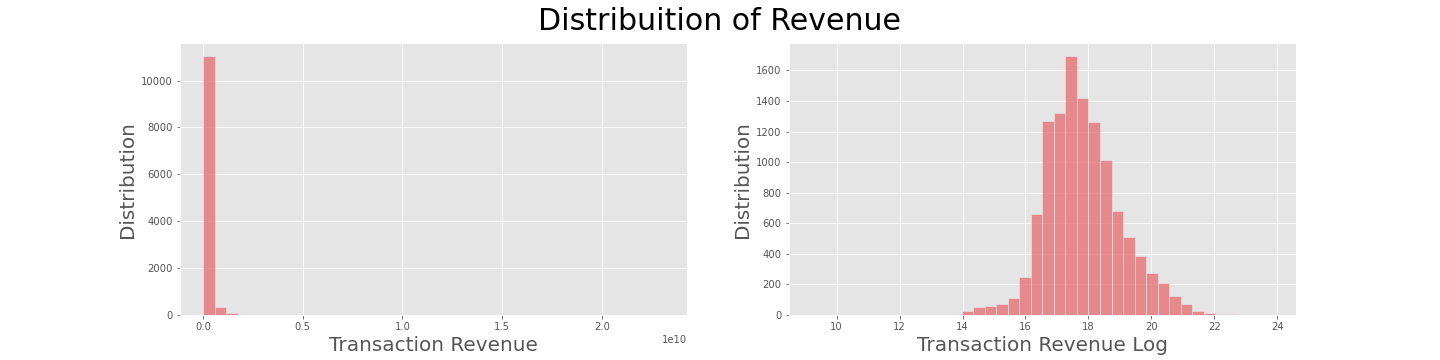 Distribuition of Revenue
10000
8000
6000
4000
2000
0
Distribution
0.0 0.5 1.0 1.5 2.0
1e10
Transaction Revenue
1600
1400
1200
1000
800
600
400
200
0
Distribution
10 12 14 16 18 20 22 24
Transaction Revenue Log